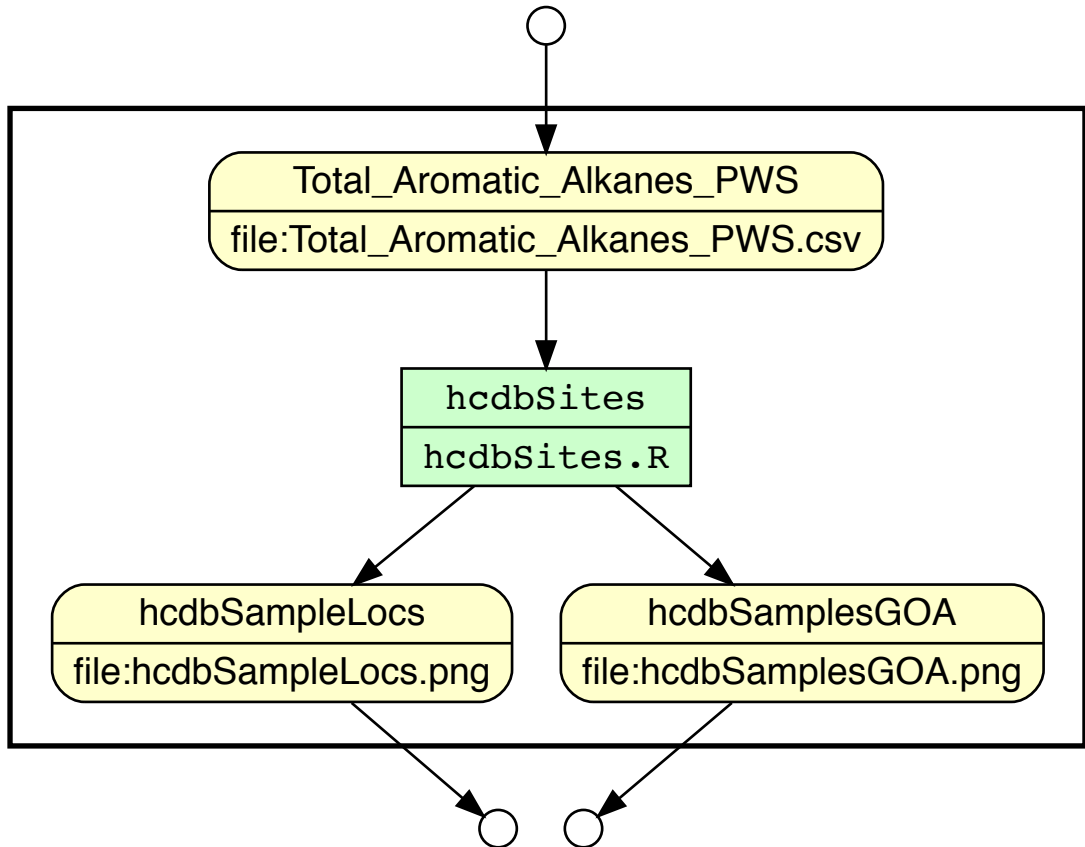 Total_Aromatic_Alkanes_PWS
file:Total_Aromatic_Alkanes_PWS.csv
hcdbSites
hcdbSites.R
hcdbSampleLocs
file:hcdbSampleLocs.png
hcdbSamplesGOA
file:hcdbSamplesGOA.png